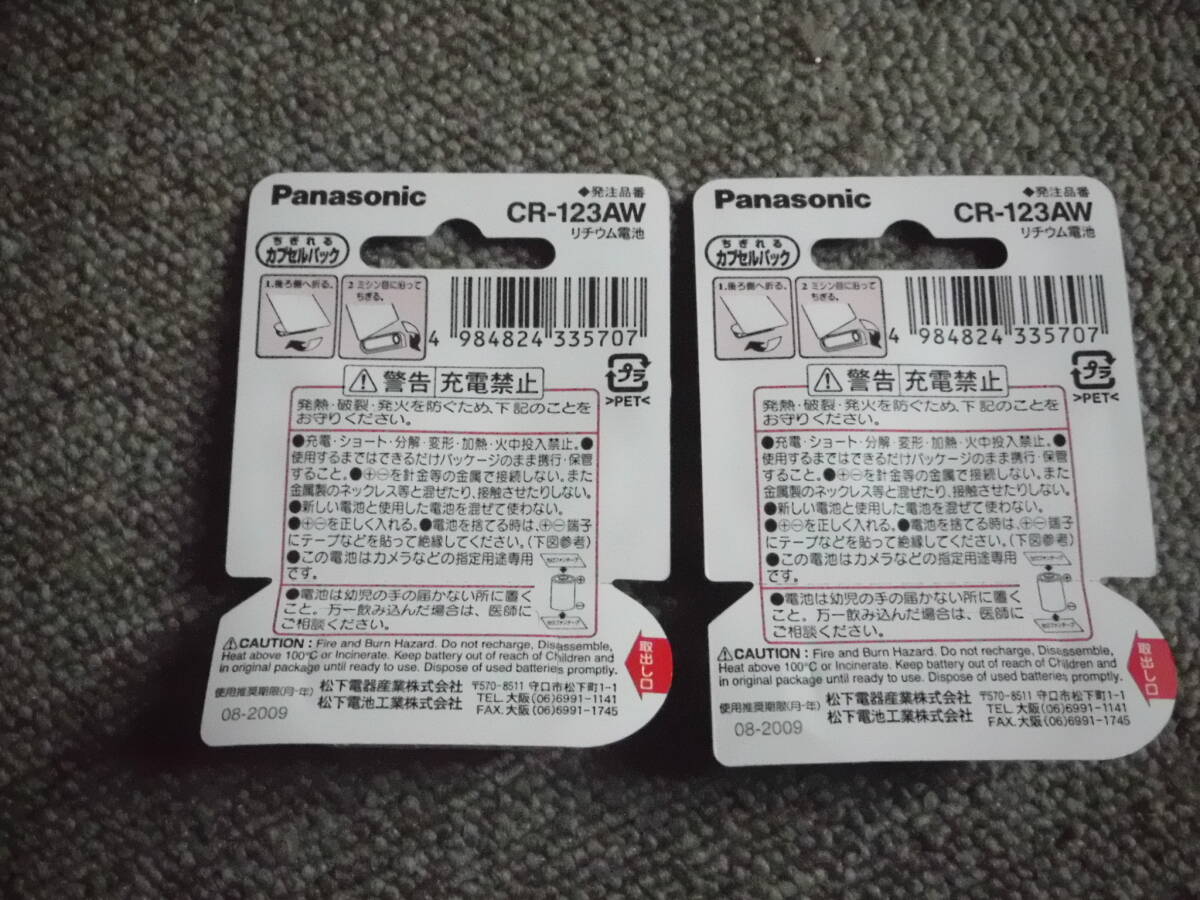 Panasonic
◆発注品番
CR-123AW
リチウム電池
ちぎれる
カプセルパック
1.後ろ側へ折る。
2 ミシン目に沿って
ちぎる。
4 984824 335707
プラ
>PET<
⚠警告 充電禁止
発熱・破裂・発火を防ぐため、下記のことを
お守りください。
●充電・ショート・分解・変形・加熱・火中投入禁止。●
使用するまではできるだけパッケージのまま携行・保管
すること。●⊕⊖を針金等の金属で接続しない。また
金属製のネックレス等と混ぜたり、接触させたりしない。
●新しい電池と使用した電池を混ぜて使わない。
●⊕⊖を正しく入れる。●電池を捨てる時は、⊕⊖端子
にテープなどを貼って絶縁してください。(下図参考)
●この電池はカメラなどの指定用途専用
です。
●電池は幼児の手の届かない所に置く
こと。万一飲み込んだ場合は、医師に
ご相談ください。
⊕
⊖
⚠CAUTION : Fire and Burn Hazard. Do not recharge, Disassemble,
Heat above 100°C or Incinerate. Keep battery out of reach of Children and
in original package until ready to use. Dispose of used batteries promptly.
取出し口
使用推奨期限(月-年)
08-2009
松下電器産業株式会社
松下電池工業株式会社
〒570-8511 守口市松下町1-1
TEL. 大阪(06)6991-1141
FAX. 大阪(06)6991-1745
Panasonic
◆発注品番
CR-123AW
リチウム電池
ちぎれる
カプセルパック
1.後ろ側へ折る。
2 ミシン目に沿って
ちぎる。
4 984824 335707
プラ
>PET<
⚠警告 充電禁止
発熱・破裂・発火を防ぐため、下記のことを
お守りください。
●充電・ショート・分解・変形・加熱・火中投入禁止。●
使用するまではできるだけパッケージのまま携行・保管
すること。●⊕⊖を針金等の金属で接続しない。また
金属製のネックレス等と混ぜたり、接触させたりしない。
●新しい電池と使用した電池を混ぜて使わない。
●⊕⊖を正しく入れる。●電池を捨てる時は、⊕⊖端子
にテープなどを貼って絶縁してください。(下図参考)
●この電池はカメラなどの指定用途専用
です。
●電池は幼児の手の届かない所に置く
こと。万一飲み込んだ場合は、医師に
ご相談ください。
⊕
⊖
⚠CAUTION : Fire and Burn Hazard. Do not recharge, Disassemble,
Heat above 100°C or Incinerate. Keep battery out of reach of Children and
in original package until ready to use. Dispose of used batteries promptly.
取出し口
使用推奨期限(月-年)
08-2009
松下電器産業株式会社
松下電池工業株式会社
〒570-8511 守口市松下町1-1
TEL. 大阪(06)6991-1141
FAX. 大阪(06)6991-1745